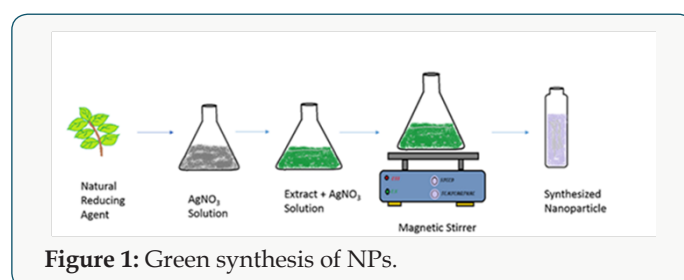 Natural
Reducing
Agent
AgNO₃
Solution
Extract + AgNO₃
Solution
Magnetic Stirrer
Synthesized
Nanoparticle
Figure 1: Green synthesis of NPs.